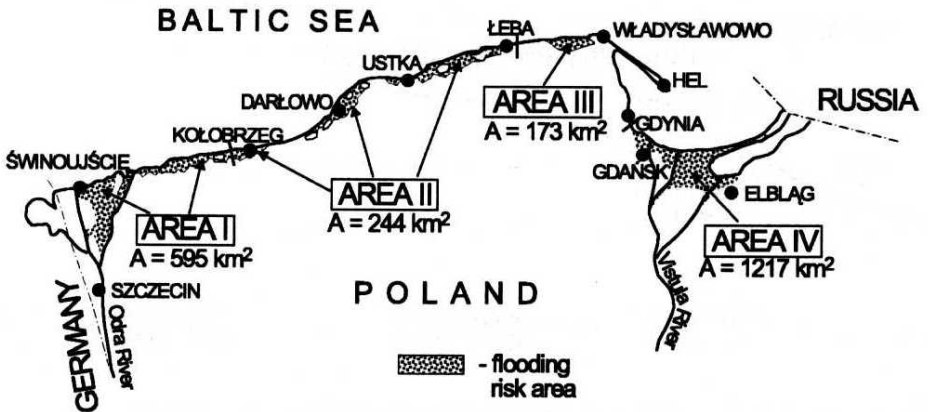 BALTIC SEA
ŁEBA
WŁADYSŁAWOWO
USTKA
HEL
DARŁOWO
AREA III
A = 173 km²
RUSSIA
KOŁOBRZEG
GDYNIA
ŚWINOUJŚCIE
GDAŃSK
AREA II
A = 244 km²
ELBLĄG
AREA I
A = 595 km²
AREA IV
A = 1217 km²
SZCZECIN
POLAND
GERMANY
Odra River
Vistula River
- flooding
risk area